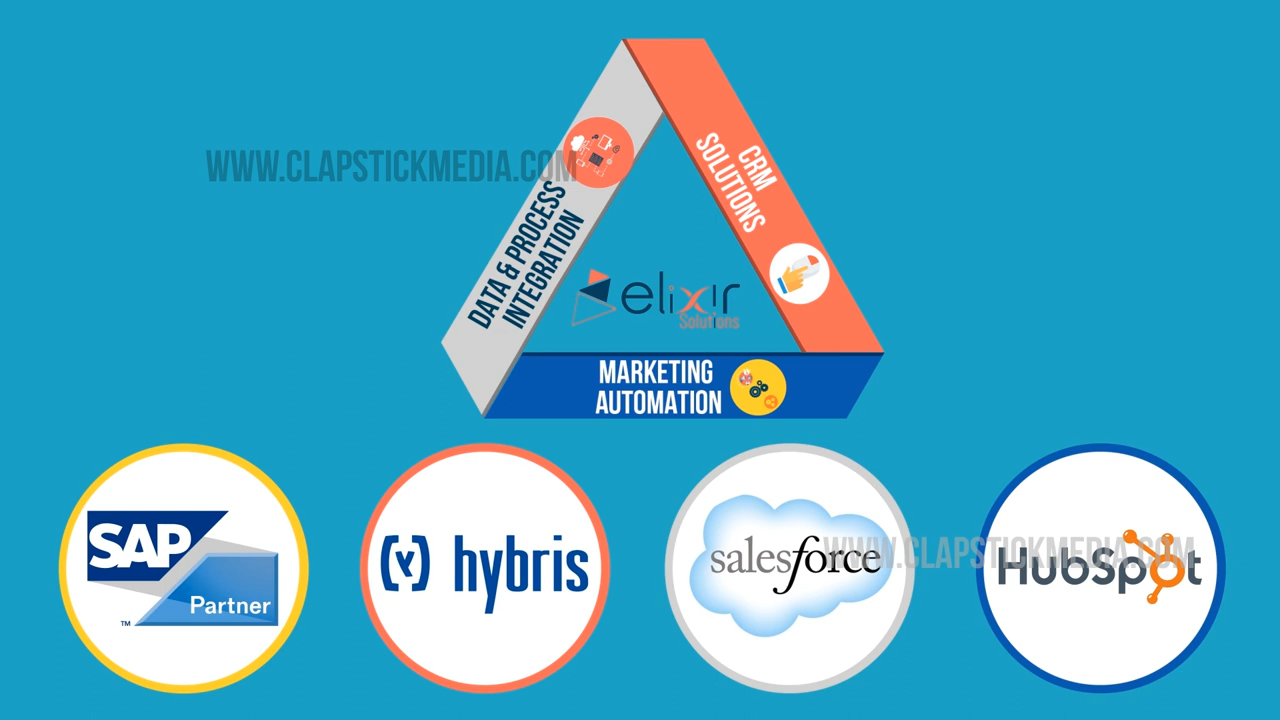 WWW.CLAPSTICKMEDIA.COM
DATA & PROCESS
INTEGRATION
CRM
SOLUTIONS
elixir
Solutions
MARKETING
AUTOMATION
SAP
Partner
TM
(y) hybris
salesforce
WWW.CLAPSTICKMEDIA.COM
HubSpot